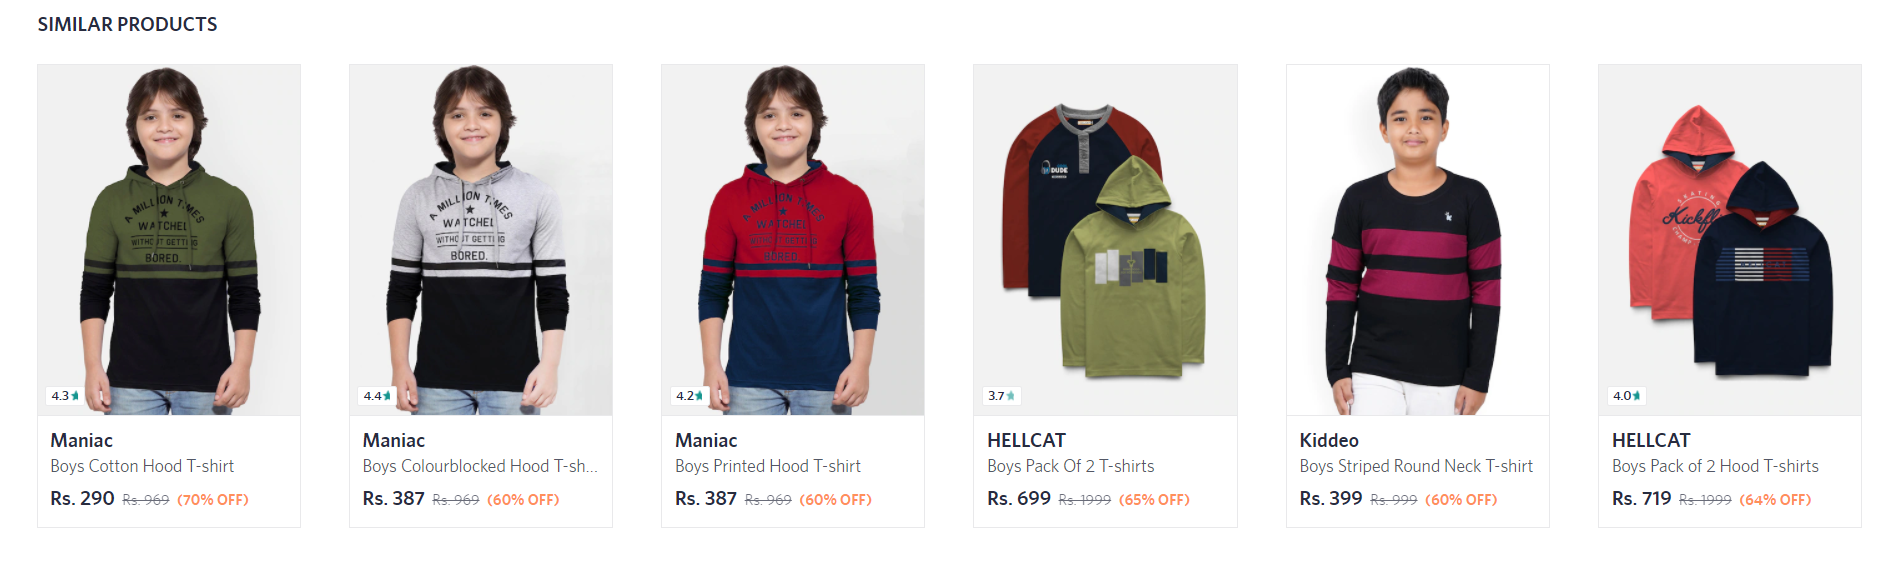 SIMILAR PRODUCTS
A MILLION TIMES
WATCHED
WITHOUT GETTING
BORED.
4.3
Maniac
Boys Cotton Hood T-shirt
Rs. 290 Rs. 969 (70% OFF)
A MILLION TIMES
WATCHED
WITHOUT GETTING
BORED.
4.4
Maniac
Boys Colourblocked Hood T-sh...
Rs. 387 Rs. 969 (60% OFF)
A MILLION TIMES
WATCHED
WITHOUT GETTING
BORED.
4.2
Maniac
Boys Printed Hood T-shirt
Rs. 387 Rs. 969 (60% OFF)
DUDE
3.7
HELLCAT
Boys Pack Of 2 T-shirts
Rs. 699 Rs. 1999 (65% OFF)
Kiddeo
Boys Striped Round Neck T-shirt
Rs. 399 Rs. 999 (60% OFF)
SKATING
Kickfl
CHAMP
4.0
HELLCAT
Boys Pack of 2 Hood T-shirts
Rs. 719 Rs. 1999 (64% OFF)